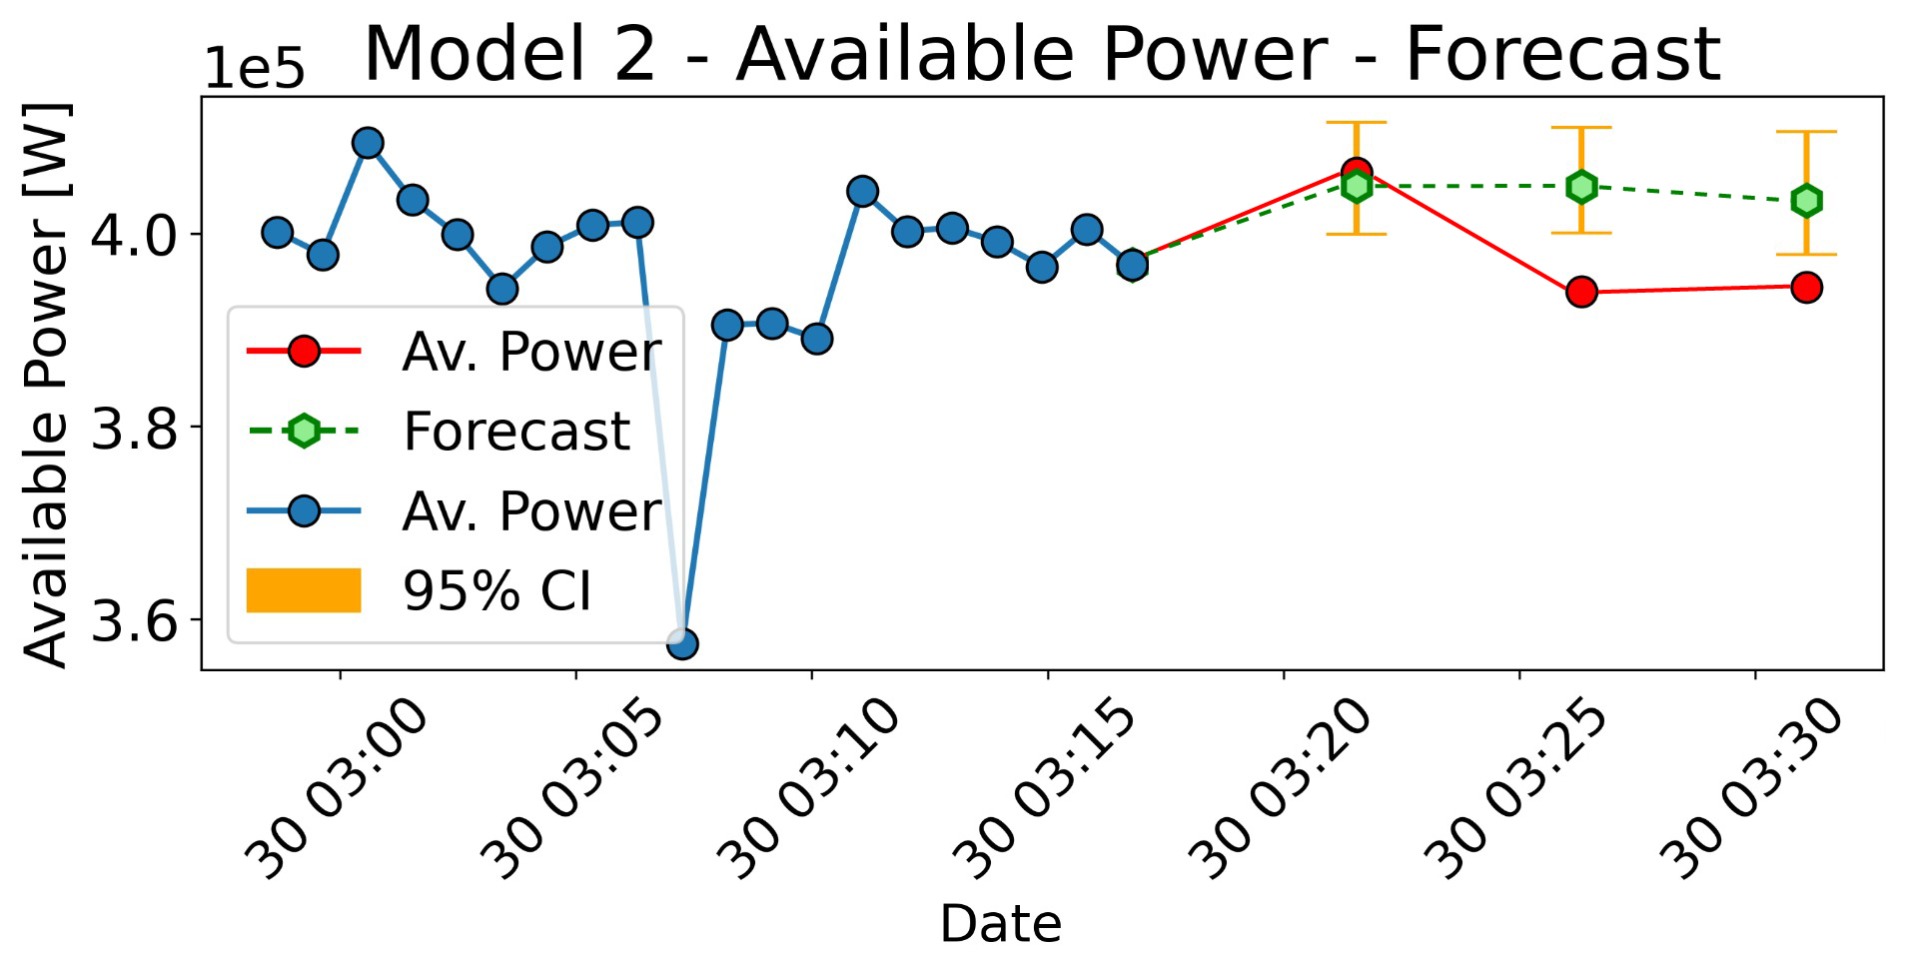 1e5
Model 2 - Available Power - Forecast
Available Power [W]
4.0
3.8
3.6
Av. Power
Forecast
Av. Power
95% CI
30 03:00
30 03:05
30 03:10
30 03:15
30 03:20
30 03:25
30 03:30
Date